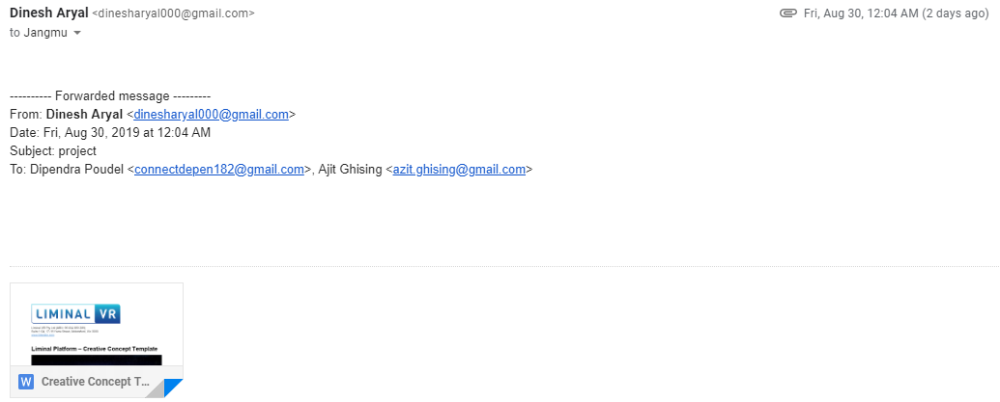 Dinesh Aryal <dinesharyal000@gmail.com>
Fri, Aug 30, 12:04 AM (2 days ago)
to Jangmu
---------- Forwarded message ---------
From: Dinesh Aryal <dinesharyal000@gmail.com>
Date: Fri, Aug 30, 2019 at 12:04 AM
Subject: project
To: Dipendra Poudel <connectdepen182@gmail.com>, Ajit Ghising <azit.ghising@gmail.com>
LIMINAL VR
Liminal Platform – Creative Concept Template
W Creative Concept T...